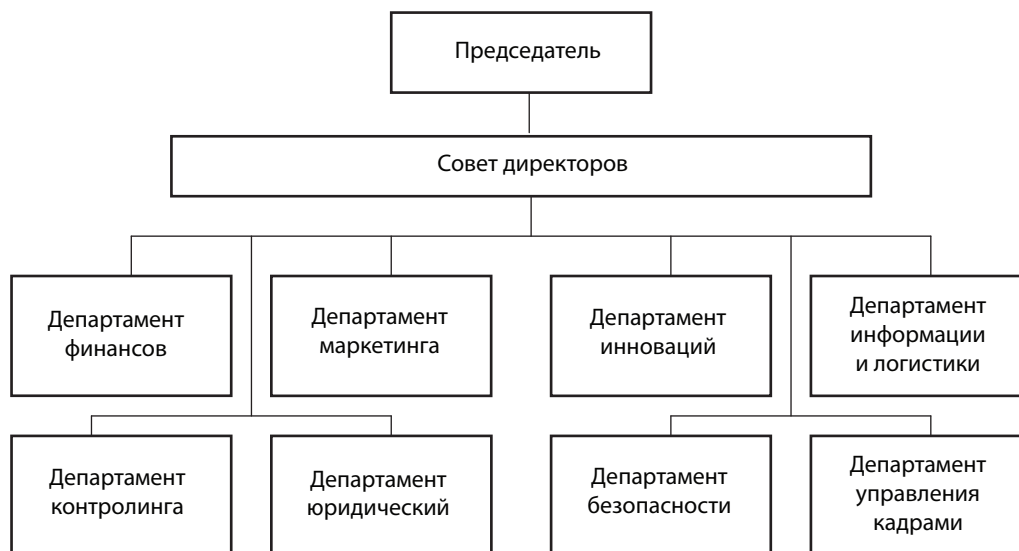 Председатель
Совет директоров
Департамент
финансов
Департамент
маркетинга
Департамент
инноваций
Департамент
информации
и логистики
Департамент
контролинга
Департамент
юридический
Департамент
безопасности
Департамент
управления
кадрами